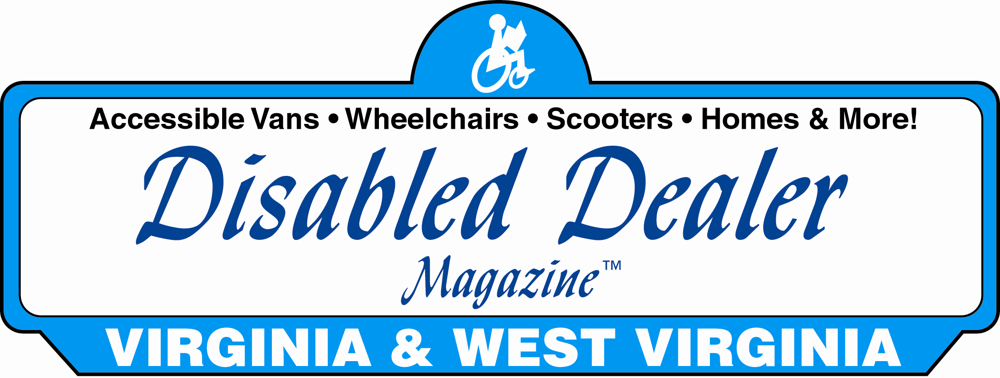 Accessible Vans • Wheelchairs • Scooters • Homes & More!
Disabled Dealer
Magazine™
VIRGINIA & WEST VIRGINIA